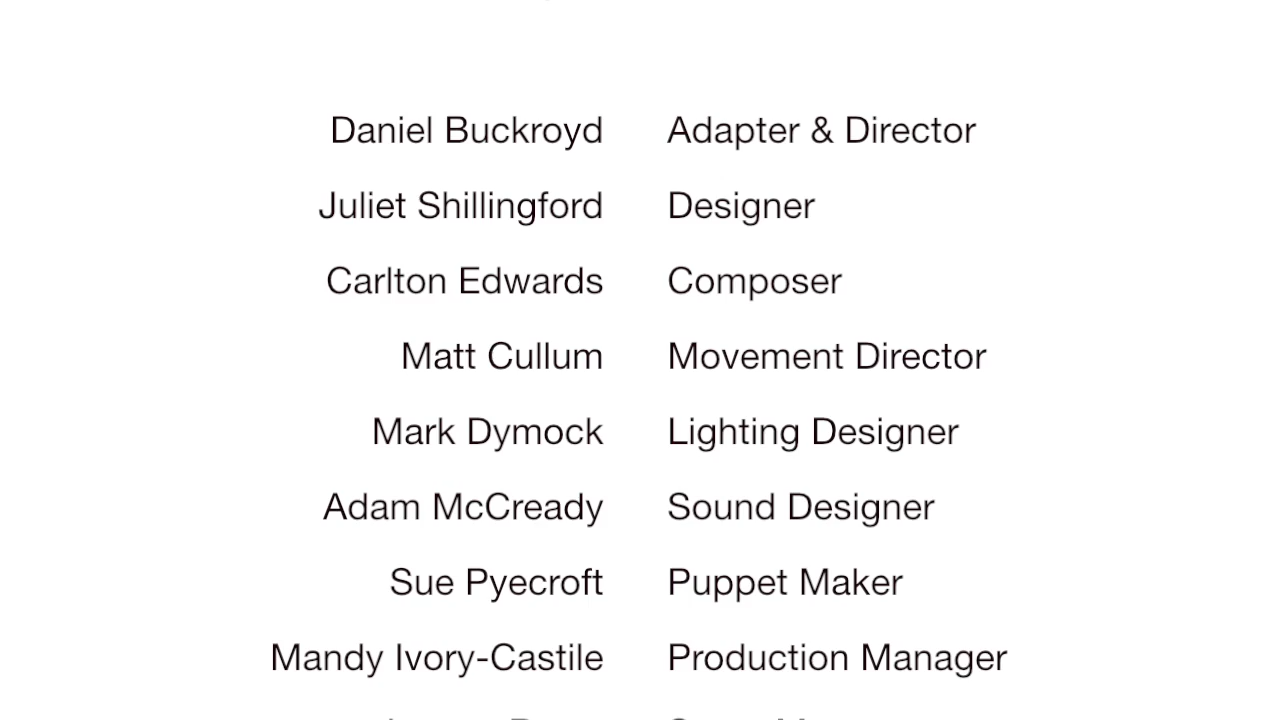 Daniel Buckroyd Adapter & Director
Juliet Shillingford Designer
Carlton Edwards Composer
Matt Cullum Movement Director
Mark Dymock Lighting Designer
Adam McCready Sound Designer
Sue Pyecroft Puppet Maker
Mandy Ivory-Castile Production Manager